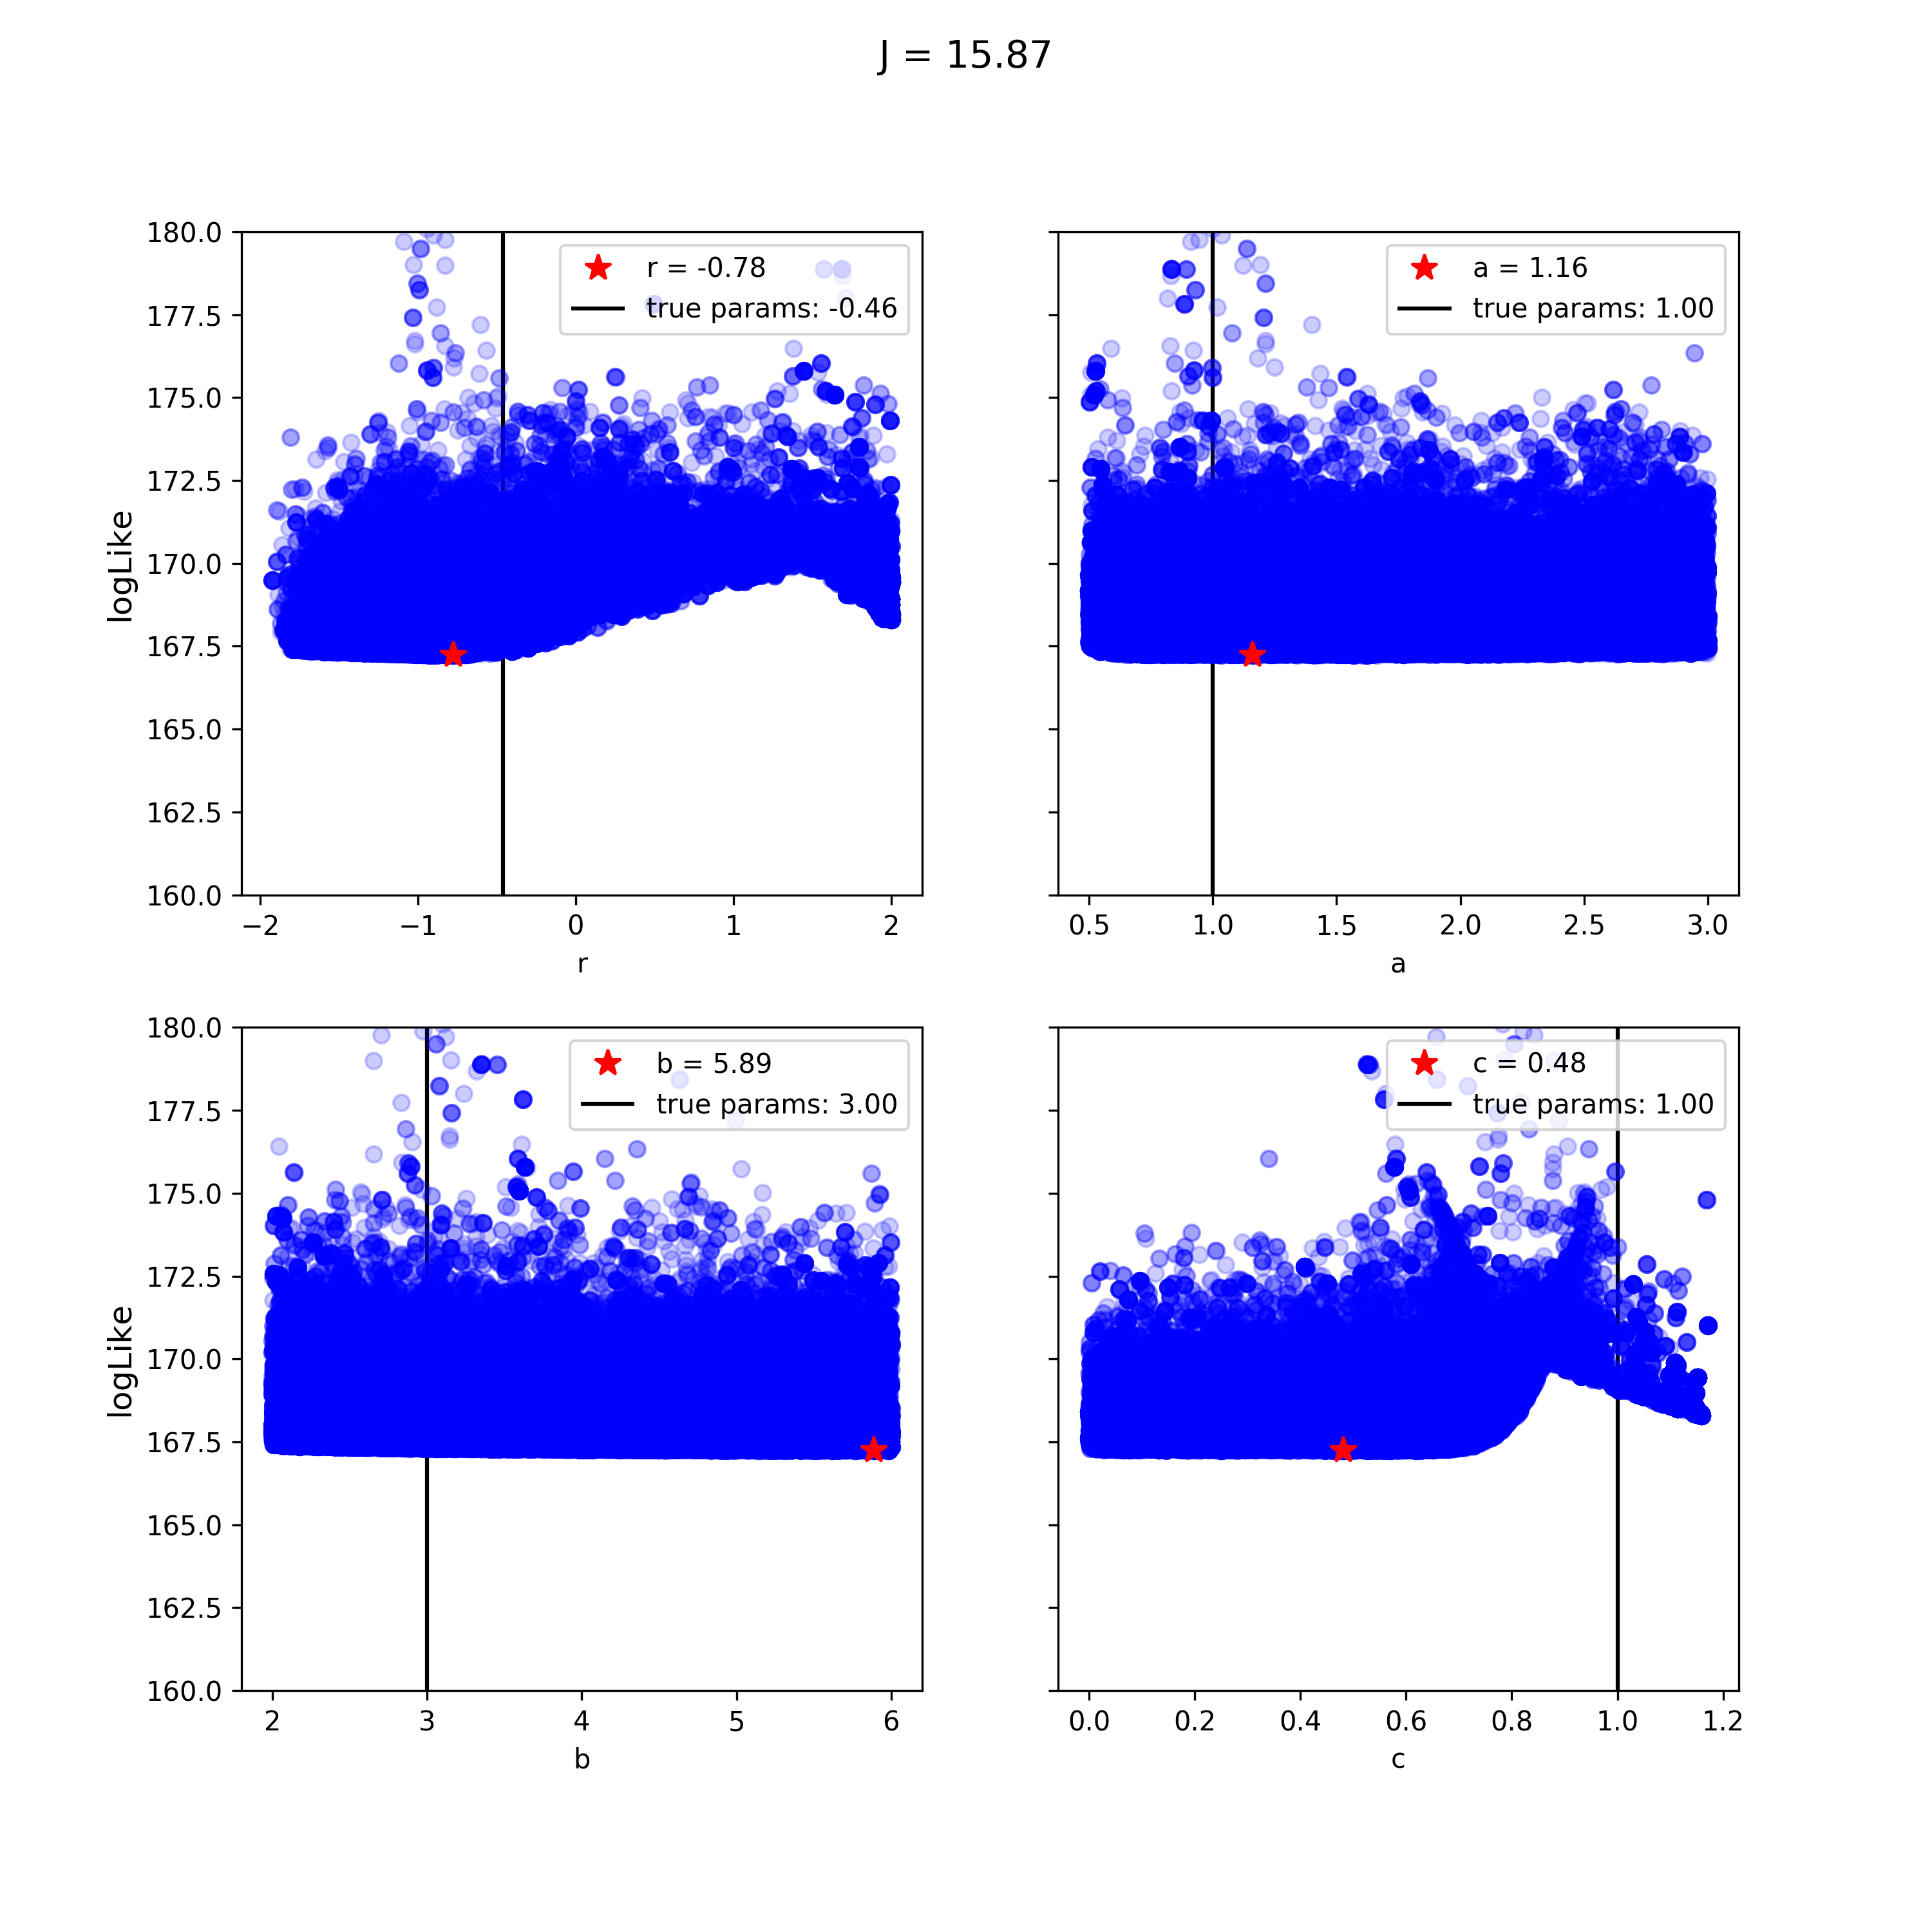 J = 15.87
180.0
177.5
175.0
172.5
170.0
167.5
165.0
162.5
160.0
logLike
r = -0.78
true params: -0.46
−2 −1 0 1 2
r
a = 1.16
true params: 1.00
0.5 1.0 1.5 2.0 2.5 3.0
a
180.0
177.5
175.0
172.5
170.0
167.5
165.0
162.5
160.0
logLike
b = 5.89
true params: 3.00
2 3 4 5 6
b
c = 0.48
true params: 1.00
0.0 0.2 0.4 0.6 0.8 1.0 1.2
c